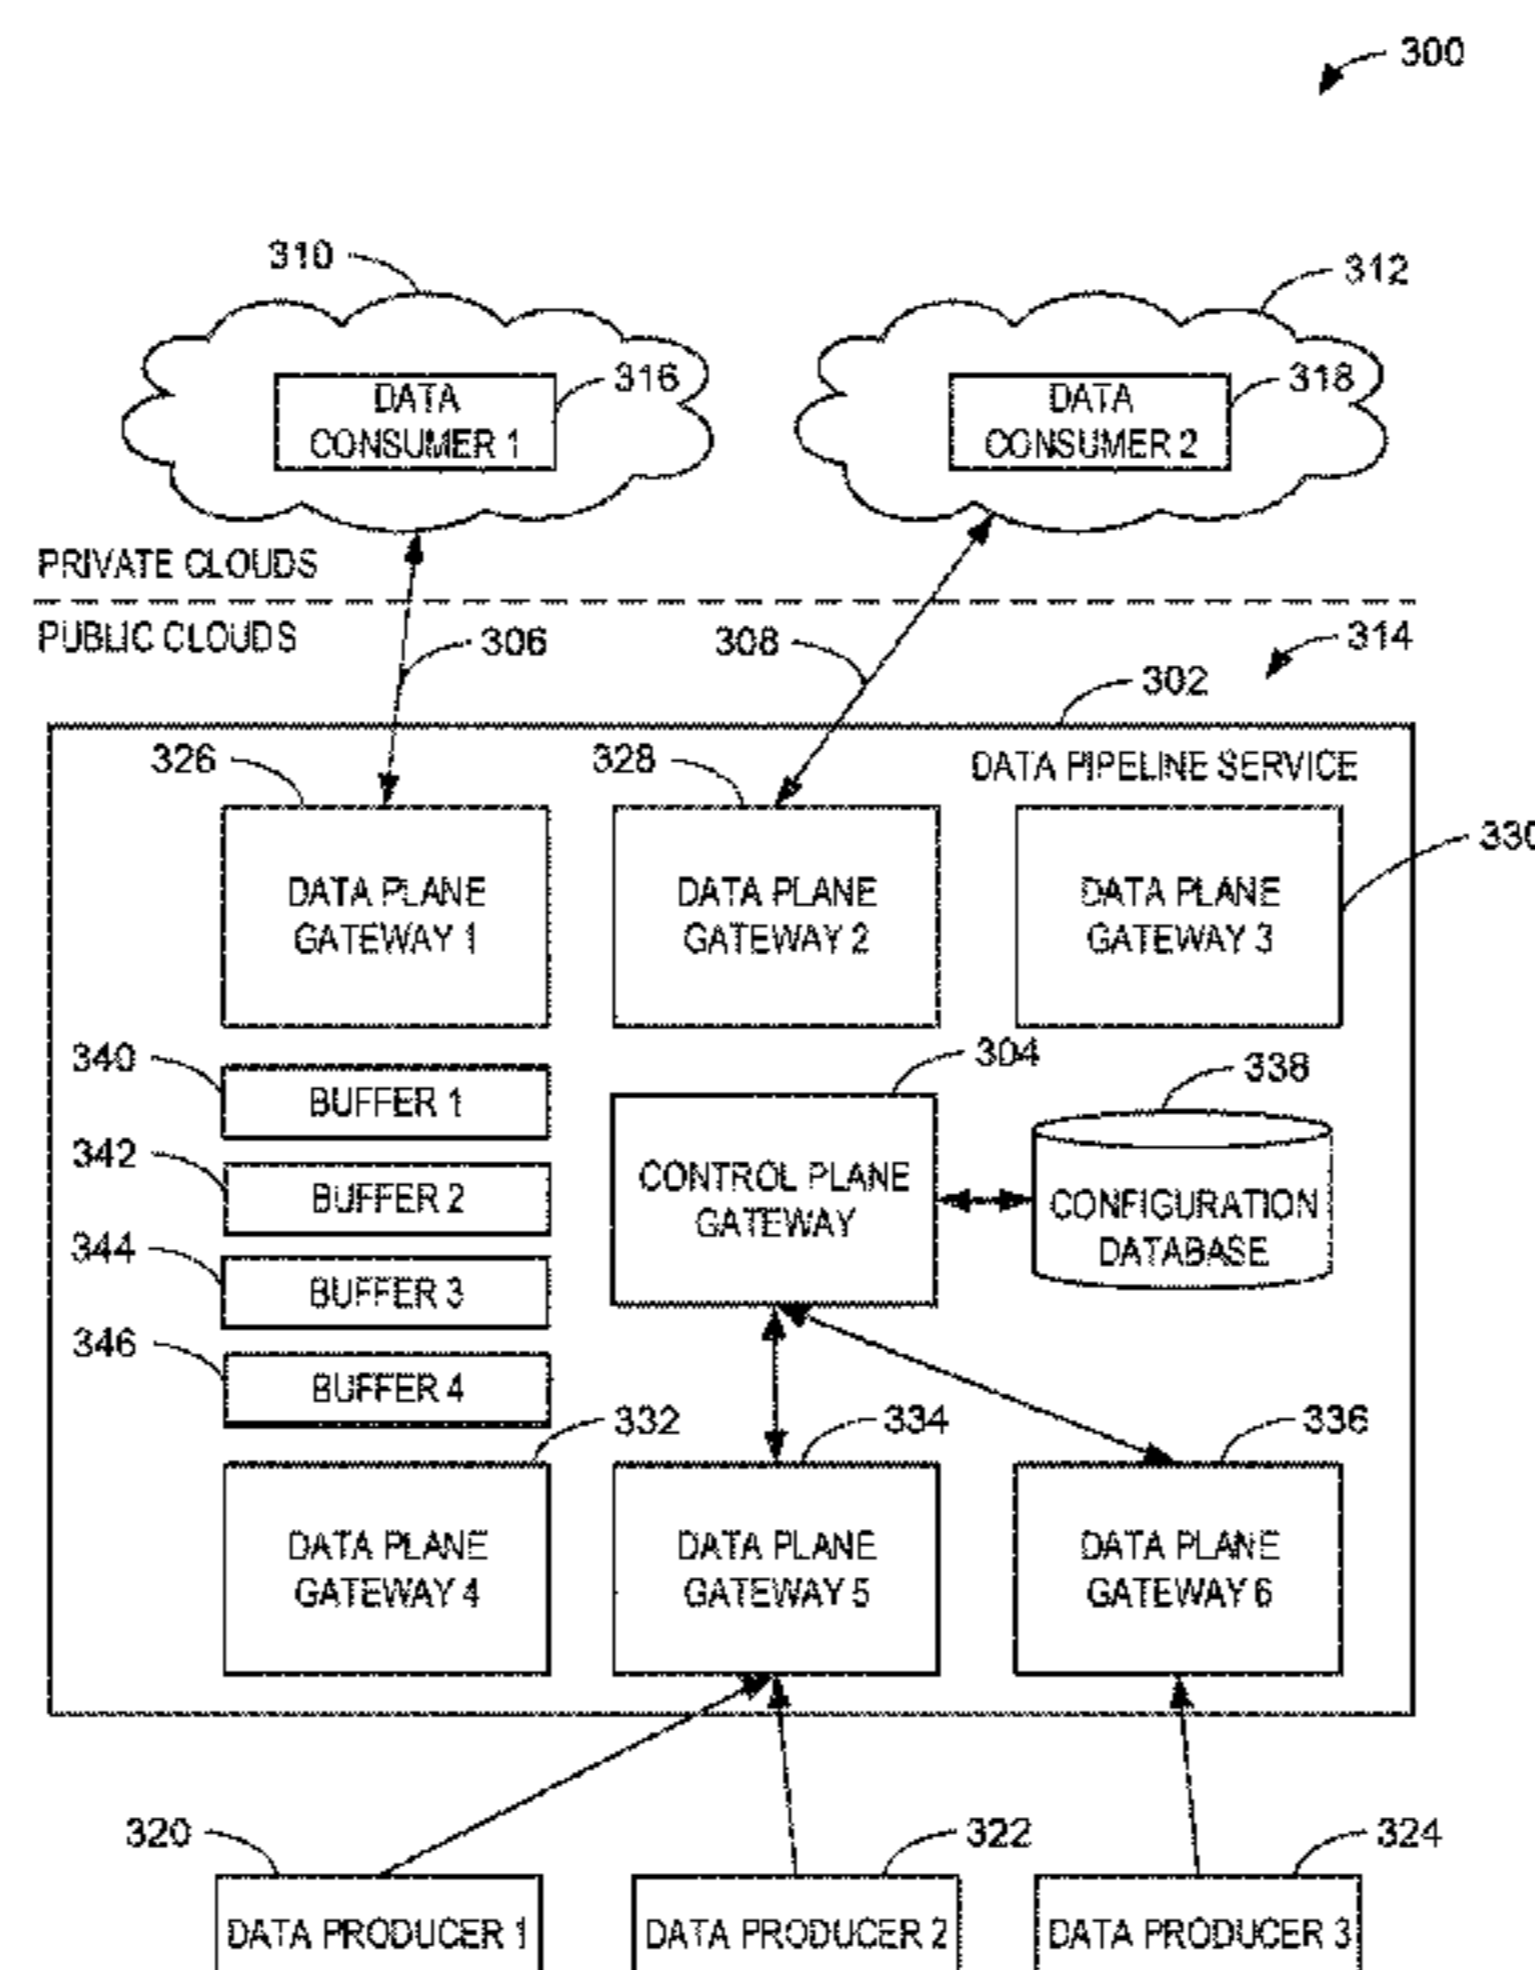 300
310
312
DATA
CONSUMER 1
316
DATA
CONSUMER 2
318
PRIVATE CLOUDS
PUBLIC CLOUDS
306
308
314
302
326
328
DATA PIPELINE SERVICE
DATA PLANE
GATEWAY 1
DATA PLANE
GATEWAY 2
DATA PLANE
GATEWAY 3
330
340
BUFFER 1
304
338
342
BUFFER 2
CONTROL PLANE
GATEWAY
CONFIGURATION
DATABASE
344
BUFFER 3
346
BUFFER 4
332
334
336
DATA PLANE
GATEWAY 4
DATA PLANE
GATEWAY 5
DATA PLANE
GATEWAY 6
320
322
324
DATA PRODUCER 1
DATA PRODUCER 2
DATA PRODUCER 3